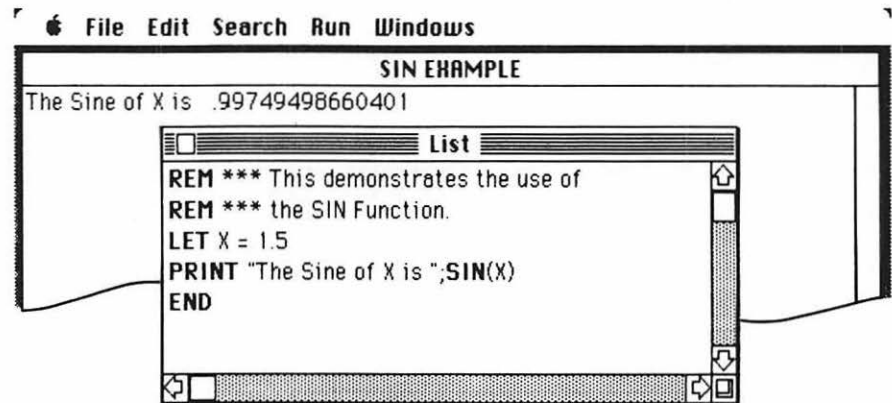 File Edit Search Run Windows
SIN EXAMPLE
The Sine of X is .99749498660401
List
REM *** This demonstrates the use of
REM *** the SIN Function.
LET X = 1.5
PRINT "The Sine of X is ";SIN(X)
END